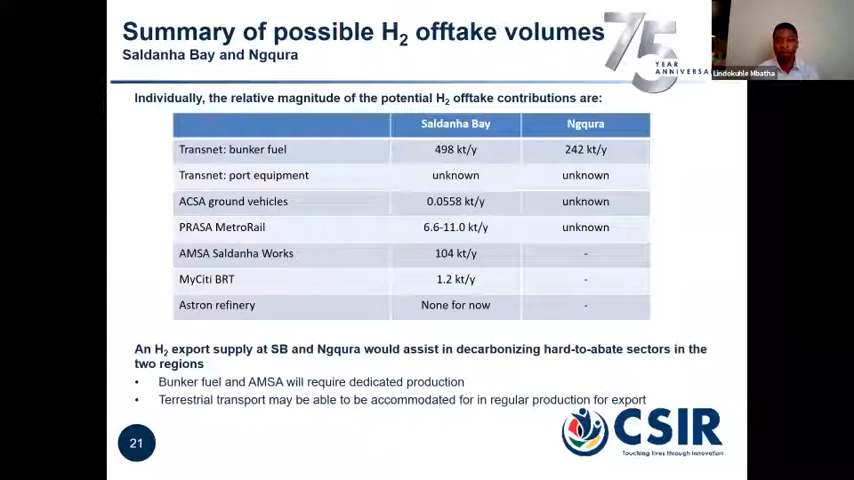 Summary of possible H2 offtake volumes
Saldanha Bay and Ngqura
75
YEAR
ANNIVERSA
Lindokuhle Mbatha
Individually, the relative magnitude of the potential H2 offtake contributions are:
Saldanha Bay Ngqura
Transnet: bunker fuel 498 kt/y 242 kt/y
Transnet: port equipment unknown unknown
ACSA ground vehicles 0.0558 kt/y unknown
PRASA MetroRail 6.6-11.0 kt/y unknown
AMSA Saldanha Works 104 kt/y -
MyCiti BRT 1.2 kt/y -
Astron refinery None for now -
An H2 export supply at SB and Ngqura would assist in decarbonizing hard-to-abate sectors in the
two regions
• Bunker fuel and AMSA will require dedicated production
• Terrestrial transport may be able to be accommodated for in regular production for export
21
CSIR
Touching lives through innovation